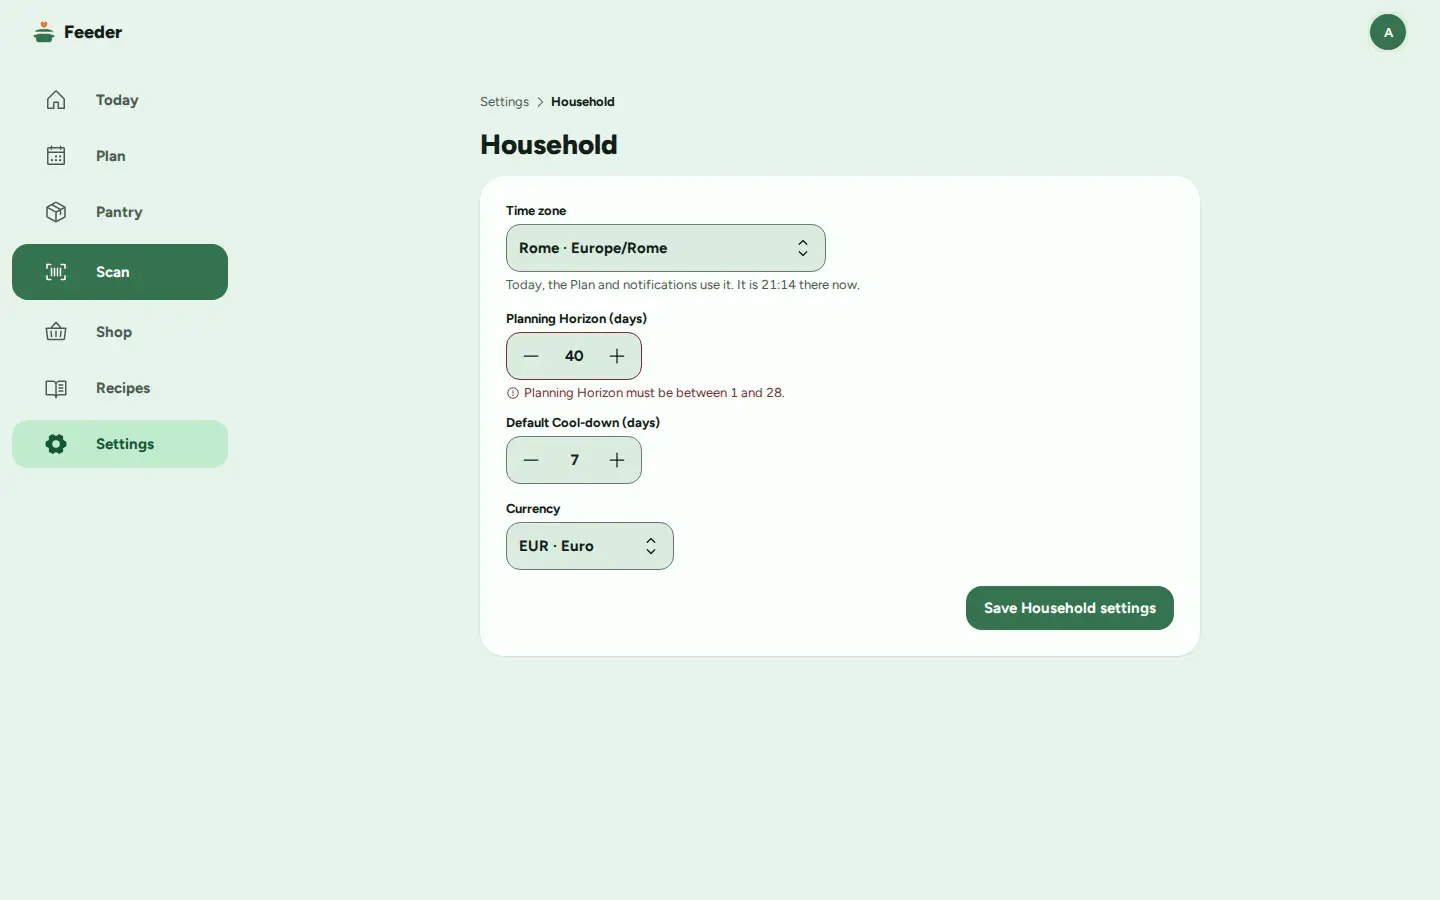 Feeder
A
Today
Plan
Pantry
Scan
Shop
Recipes
Settings
Settings > Household
Household
Time zone
Rome · Europe/Rome
Today, the Plan and notifications use it. It is 21:14 there now.
Planning Horizon (days)
40
Planning Horizon must be between 1 and 28.
Default Cool-down (days)
7
Currency
EUR · Euro
Save Household settings